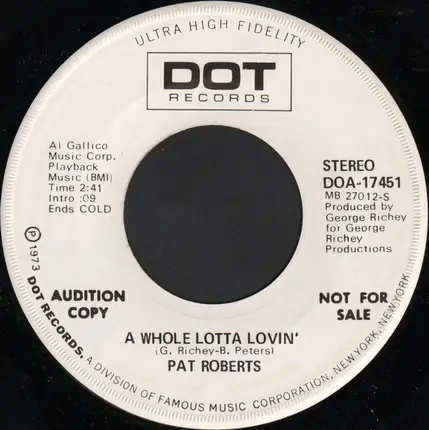 ULTRA HIGH FIDELITY
DOT
RECORDS
Al Gallico
Music Corp.
Playback
Music (BMI)
Time 2:41
Intro :09
Ends COLD
STEREO
DOA-17451
MB 27012-S
Produced by
George Richey
for George
Richey
Productions
AUDITION
COPY
NOT FOR
SALE
A WHOLE LOTTA LOVIN'
(G. Richey-B. Peters)
PAT ROBERTS
Ⓟ 1973 DOT RECORDS, A DIVISION OF FAMOUS MUSIC CORPORATION, NEW YORK, NEW YORK